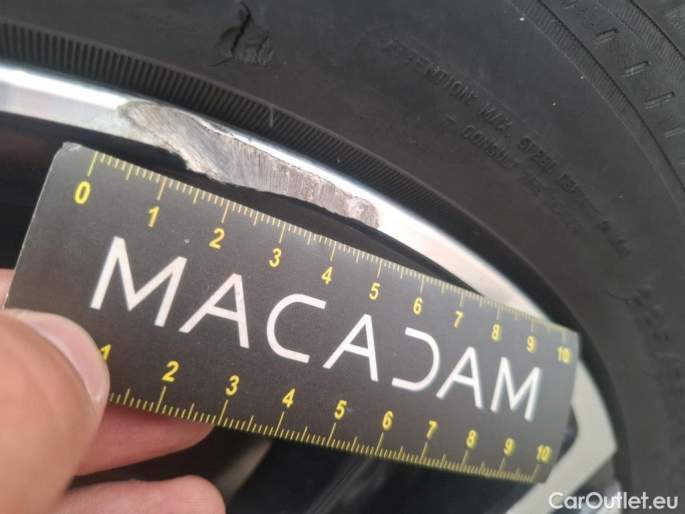 ATTENTION: MAX. SPEED
- CONSULT
0 1 2 3 4 5 6 7 8 9 10
MACADAM
1 2 3 4 5 6 7 8 9 10
CarOutlet.eu